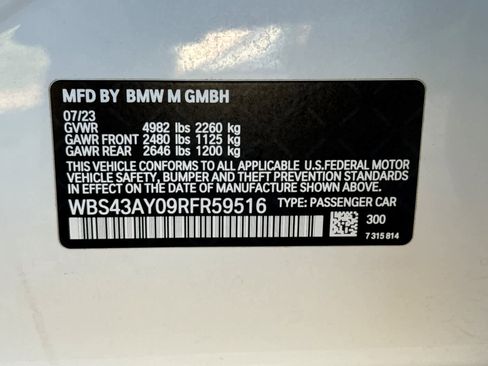 MFD BY BMW M GMBH
07/23
GVWR 4982 lbs 2260 kg
GAWR FRONT 2480 lbs 1125 kg
GAWR REAR 2646 lbs 1200 kg
THIS VEHICLE CONFORMS TO ALL APPLICABLE U.S.FEDERAL MOTOR
VEHICLE SAFETY, BUMPER, AND THEFT PREVENTION STANDARDS
IN EFFECT ON THE DATE OF MANUFACTURE SHOWN ABOVE.
WBS43AY09RFR59516 TYPE: PASSENGER CAR
300
7 315 814